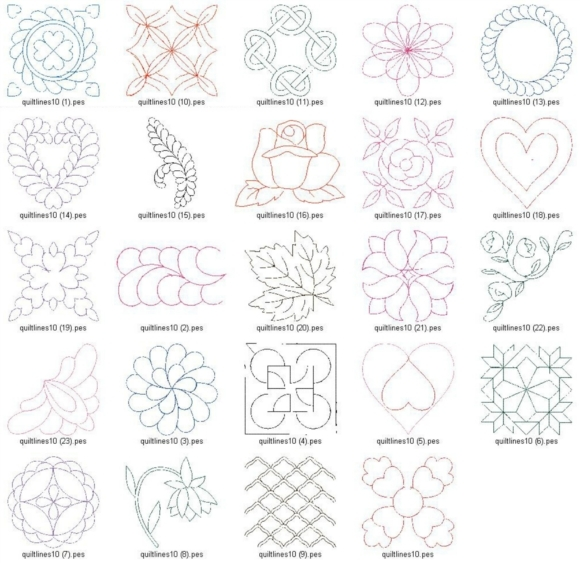 quiltlines10 (1).pes
quiltlines10 (10).pes
quiltlines10 (11).pes
quiltlines10 (12).pes
quiltlines10 (13).pes
quiltlines10 (14).pes
quiltlines10 (15).pes
quiltlines10 (16).pes
quiltlines10 (17).pes
quiltlines10 (18).pes
quiltlines10 (19).pes
quiltlines10 (2).pes
quiltlines10 (20).pes
quiltlines10 (21).pes
quiltlines10 (22).pes
quiltlines10 (23).pes
quiltlines10 (3).pes
quiltlines10 (4).pes
quiltlines10 (5).pes
quiltlines10 (6).pes
quiltlines10 (7).pes
quiltlines10 (8).pes
quiltlines10 (9).pes
quiltlines10.pes